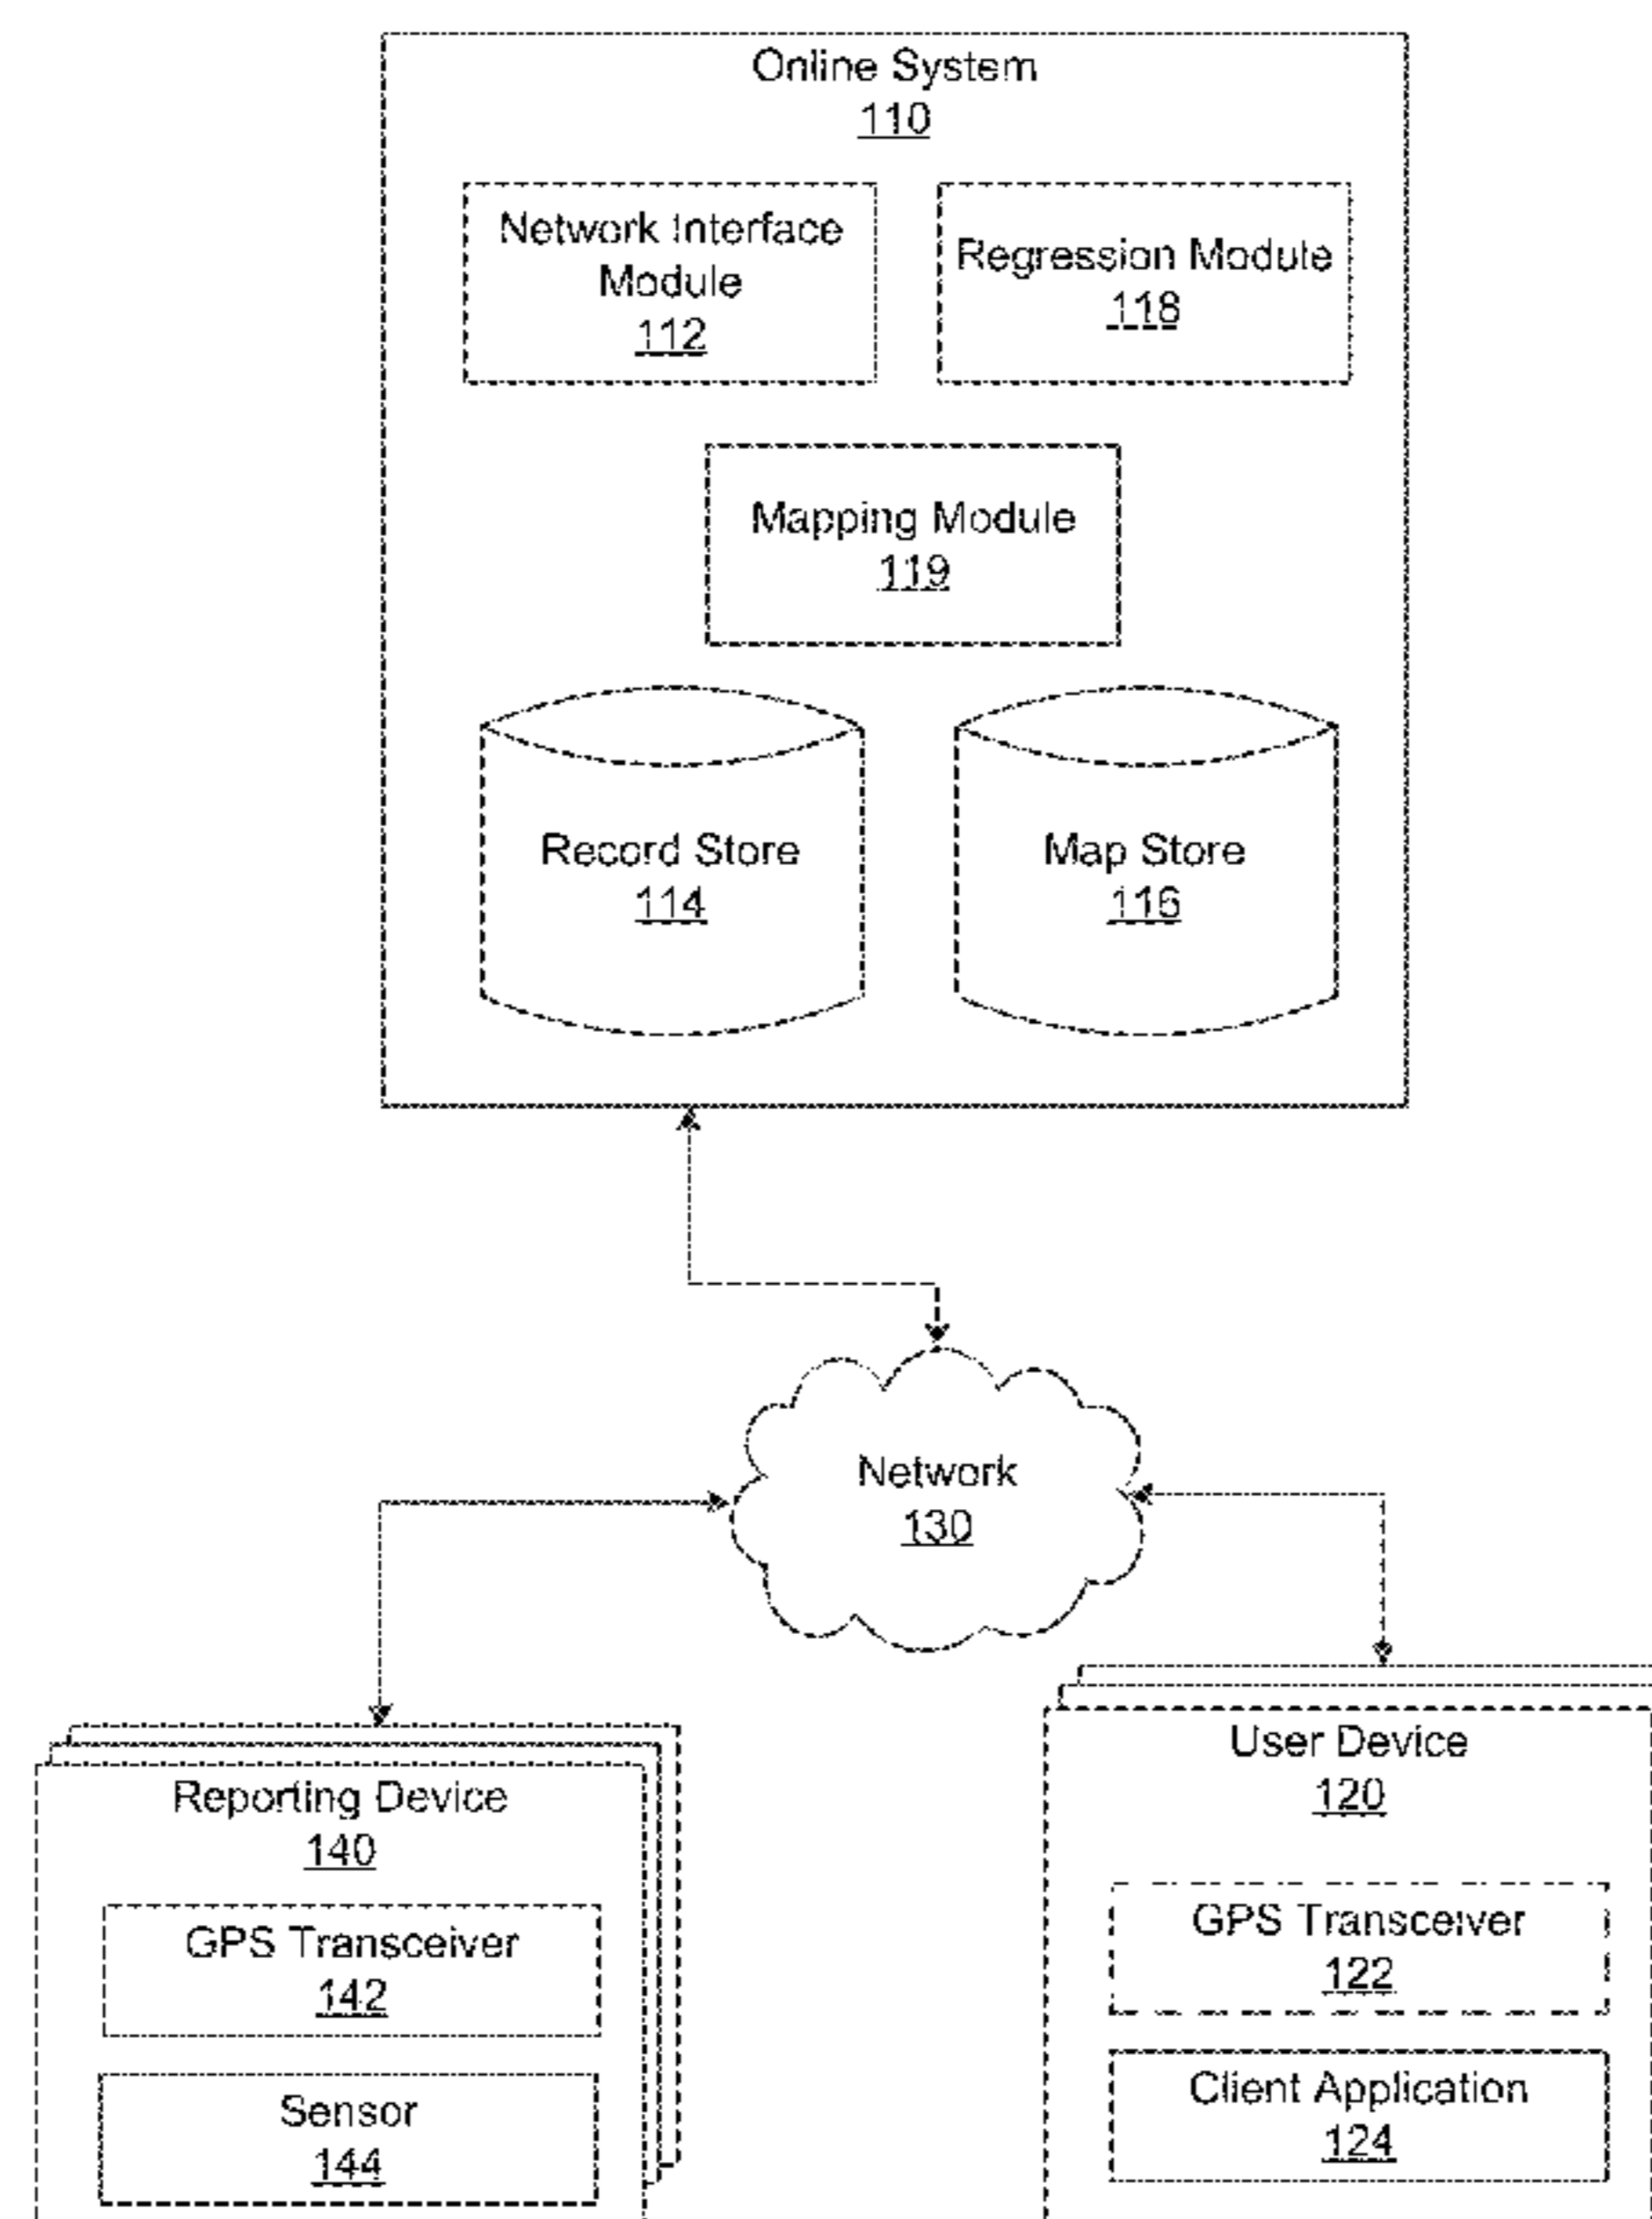 Online System
110
Network Interface
Module
112
Regression Module
118
Mapping Module
119
Record Store
114
Map Store
116
Network
130
Reporting Device
140
GPS Transceiver
142
Sensor
144
User Device
120
GPS Transceiver
122
Client Application
124